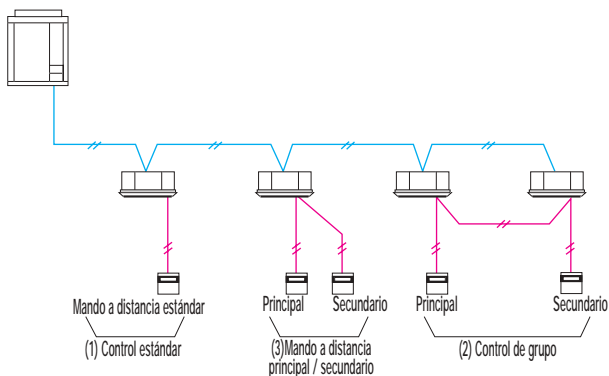 Mando a distancia estándar
Principal
Secundario
Principal
Secundario
(1) Control estándar
(3)Mando a distancia
principal / secundario
(2) Control de grupo